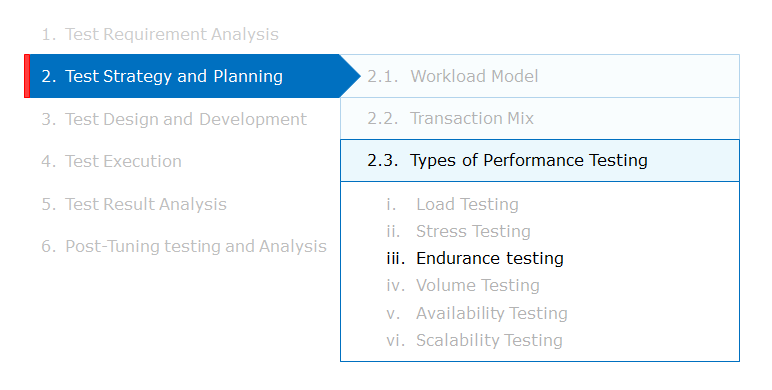 1. Test Requirement Analysis
2. Test Strategy and Planning
3. Test Design and Development
4. Test Execution
5. Test Result Analysis
6. Post-Tuning testing and Analysis
2.1. Workload Model
2.2. Transaction Mix
2.3. Types of Performance Testing
i. Load Testing
ii. Stress Testing
iii. Endurance testing
iv. Volume Testing
v. Availability Testing
vi. Scalability Testing